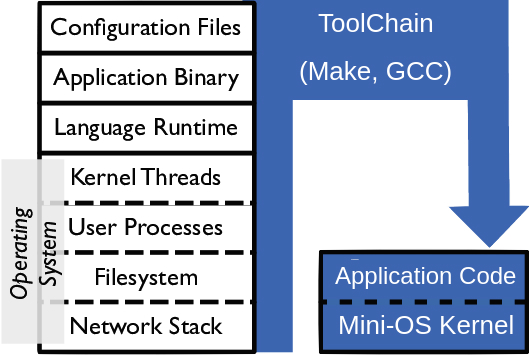 Configuration Files
Application Binary
Language Runtime
Kernel Threads
User Processes
Filesystem
Network Stack
Operating
System
ToolChain
(Make, GCC)
Application Code
Mini-OS Kernel